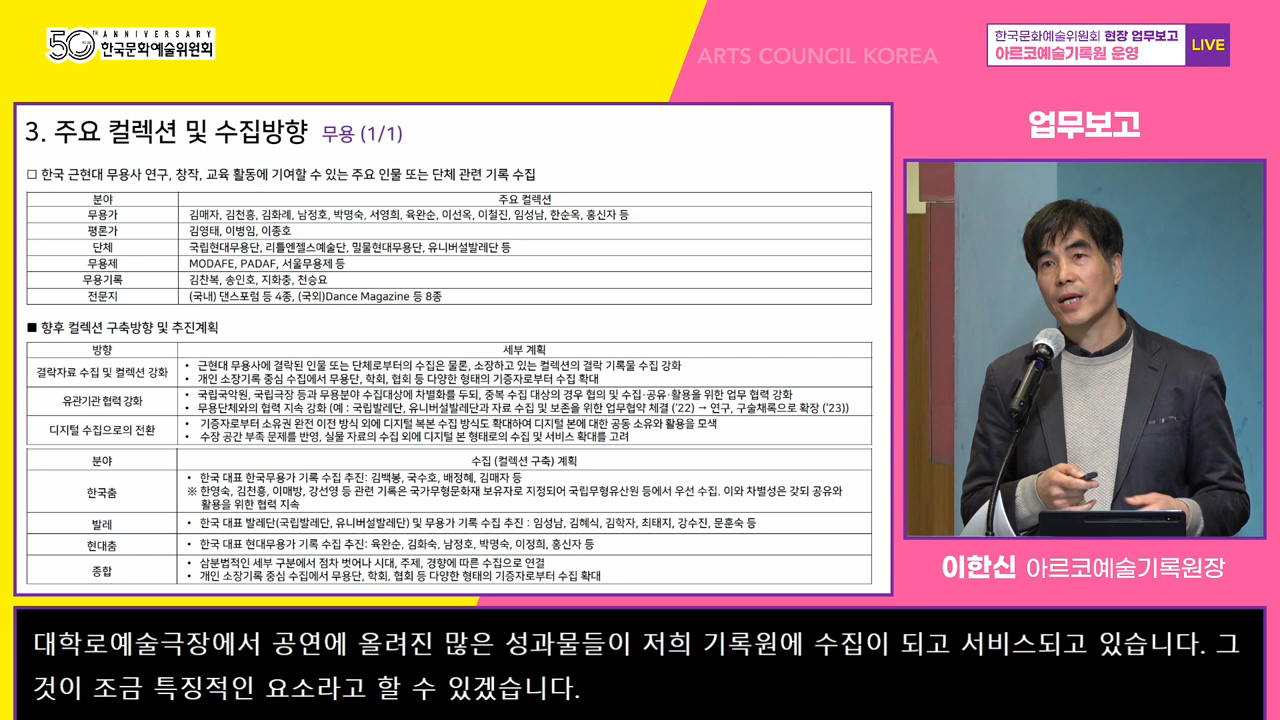 50TH ANNIVERSARY
한국문화예술위원회
ARTS COUNCIL KOREA
한국문화예술위원회 현장 업무보고
아르코예술기록원 운영
LIVE
3. 주요 컬렉션 및 수집방향 무용 (1/1)
□ 한국 근현대 무용사 연구, 창작, 교육 활동에 기여할 수 있는 주요 인물 또는 단체 관련 기록 수집
분야 주요 컬렉션
무용가 김매자, 김천흥, 김화례, 남정호, 박명숙, 서영희, 육완순, 이선옥, 이철진, 임성남, 한순옥, 홍신자 등
평론가 김영태, 이병임, 이종호
단체 국립현대무용단, 리틀엔젤스예술단, 밀물현대무용단, 유니버설발레단 등
무용제 MODAFE, PADAF, 서울무용제 등
무용기록 김찬복, 송인호, 지화충, 천승요
전문지 (국내) 댄스포럼 등 4종, (국외)Dance Magazine 등 8종
■ 향후 컬렉션 구축방향 및 추진계획
방향 세부 계획
결락자료 수집 및 컬렉션 강화
• 근현대 무용사에 결락된 인물 또는 단체로부터의 수집은 물론, 소장하고 있는 컬렉션의 결락 기록물 수집 강화
• 개인 소장기록 중심 수집에서 무용단, 학회, 협회 등 다양한 형태의 기증자로부터 수집 확대
유관기관 협력 강화
• 국립국악원, 국립극장 등과 무용분야 수집대상에 차별화를 두되, 중복 수집 대상의 경우 협의 및 수집·공유·활용을 위한 업무 협력 강화
• 무용단체와의 협력 지속 강화 (예 : 국립발레단, 유니버설발레단과 자료 수집 및 보존을 위한 업무협약 체결 ('22) → 연구, 구술채록으로 확장 ('23))
디지털 수집으로의 전환
• 기증자로부터 소유권 완전 이전 방식 외에 디지털 복본 수집 방식도 확대하여 디지털 본에 대한 공동 소유와 활용을 모색
• 수장 공간 부족 문제를 반영, 실물 자료의 수집 외에 디지털 본 형태로의 수집 및 서비스 확대를 고려
분야 수집 (컬렉션 구축) 계획
한국춤
• 한국 대표 한국무용가 기록 수집 추진: 김백봉, 국수호, 배정혜, 김매자 등
※ 한영숙, 김천흥, 이매방, 강선영 등 관련 기록은 국가무형문화재 보유자로 지정되어 국립무형유산원 등에서 우선 수집. 이와 차별성은 갖되 공유와
활용을 위한 협력 지속
발레 • 한국 대표 발레단(국립발레단, 유니버설발레단) 및 무용가 기록 수집 추진 : 임성남, 김혜식, 김학자, 최태지, 강수진, 문훈숙 등
현대춤 • 한국 대표 현대무용가 기록 수집 추진: 육완순, 김화숙, 남정호, 박명숙, 이정희, 홍신자 등
종합
• 삼분법적인 세부 구분에서 점차 벗어나 시대, 주제, 경향에 따른 수집으로 연결
• 개인 소장기록 중심 수집에서 무용단, 학회, 협회 등 다양한 형태의 기증자로부터 수집 확대
업무보고
이한신 아르코예술기록원장
대학로예술극장에서 공연에 올려진 많은 성과물들이 저희 기록원에 수집이 되고 서비스되고 있습니다. 그
것이 조금 특징적인 요소라고 할 수 있겠습니다.